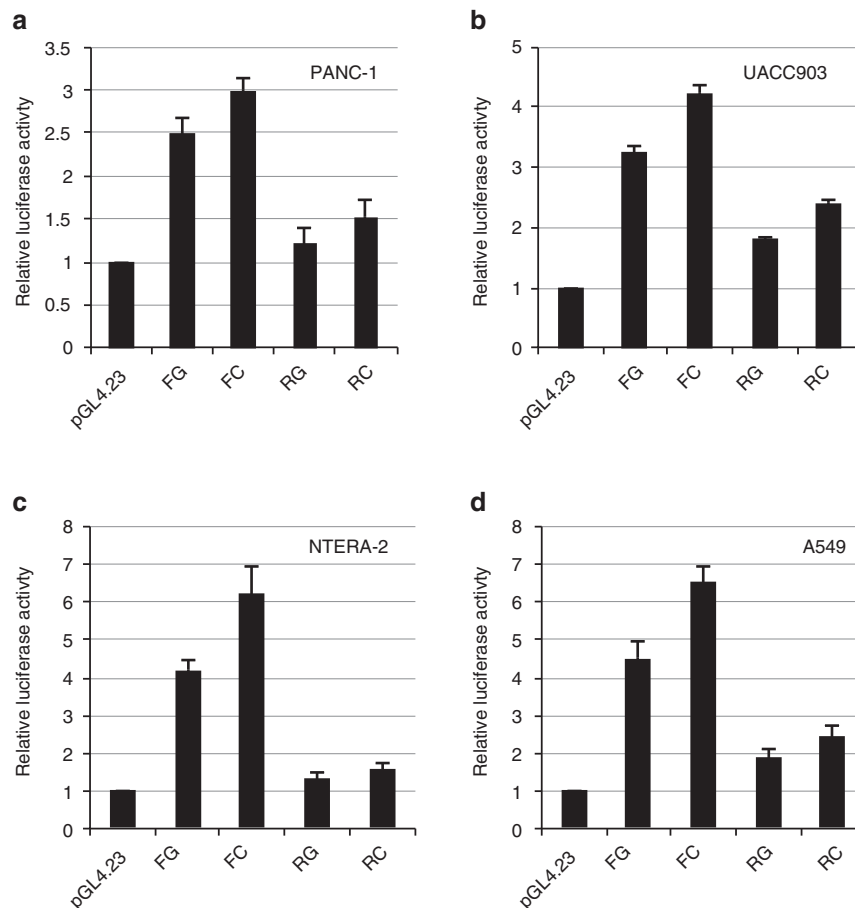 a
PANC-1
Relative luciferase activty
3.5
3
2.5
2
1.5
1
0.5
0
pGL4.23
FG
FC
RG
RC
b
UACC903
Relative luciferase activty
5
4
3
2
1
0
pGL4.23
FG
FC
RG
RC
c
NTERA-2
Relative luciferase activty
8
7
6
5
4
3
2
1
0
pGL4.23
FG
FC
RG
RC
d
A549
Relative luciferase activty
8
7
6
5
4
3
2
1
0
pGL4.23
FG
FC
RG
RC